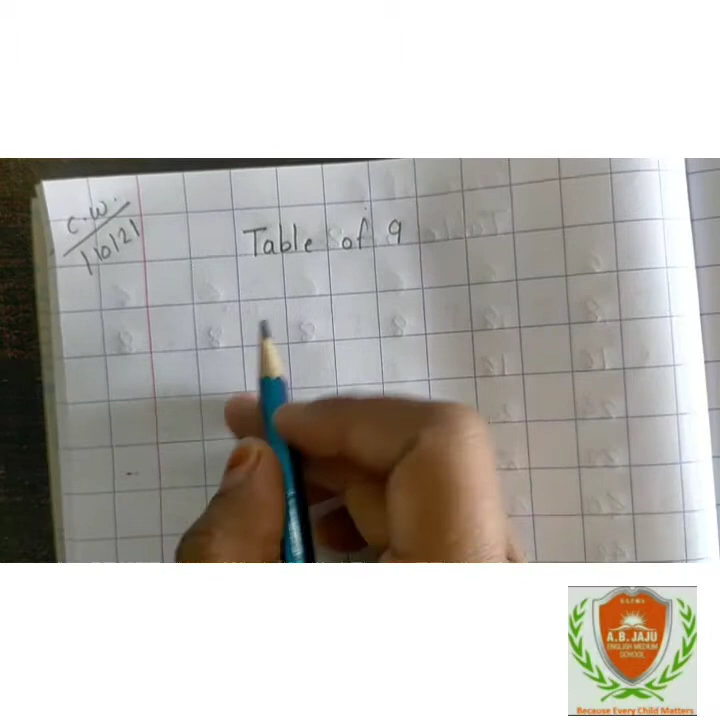 C.W.
1/10/21
Table of 9
A.B.JAJU
ENGLISH MEDIUM
SCHOOL
Because Every Child Matters